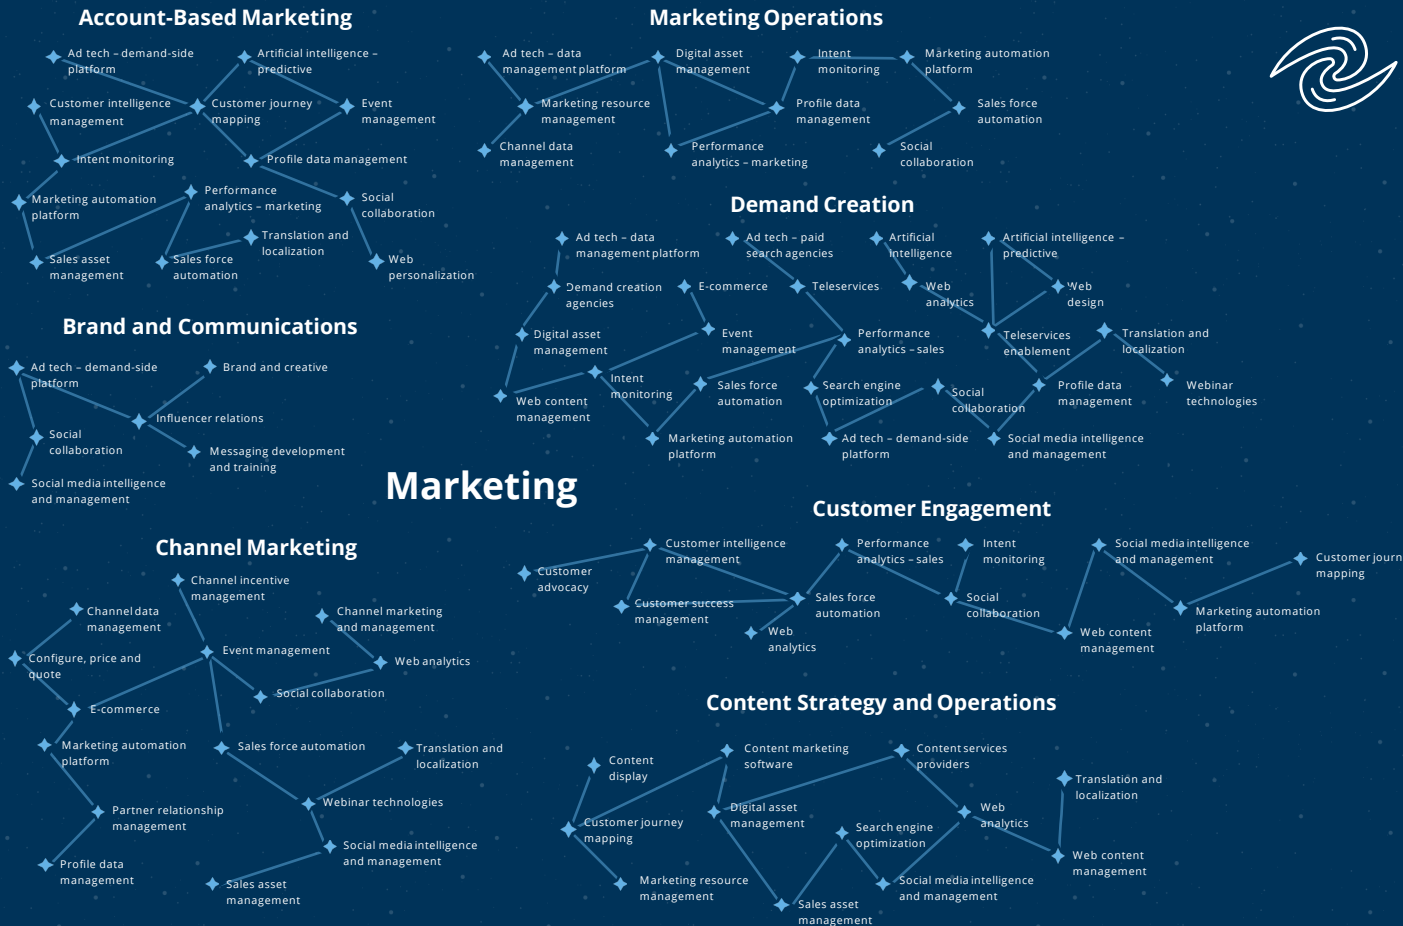 Account-Based Marketing
Ad tech – demand-side
platform
Artificial intelligence –
predictive
Customer intelligence
management
Customer journey
mapping
Event
management
Intent monitoring
Profile data management
Marketing automation
platform
Performance
analytics – marketing
Social
collaboration
Translation and
localization
Sales asset
management
Sales force
automation
Web
personalization
Marketing Operations
Ad tech – data
management platform
Digital asset
management
Intent
monitoring
Marketing automation
platform
Marketing resource
management
Profile data
management
Sales force
automation
Channel data
management
Performance
analytics – marketing
Social
collaboration
Demand Creation
Ad tech – data
management platform
Ad tech – paid
search agencies
Artificial
intelligence
Artificial intelligence –
predictive
Demand creation
agencies
E-commerce
Teleservices
Web
analytics
Web
design
Digital asset
management
Event
management
Performance
analytics – sales
Teleservices
enablement
Translation and
localization
Web content
management
Intent
monitoring
Sales force
automation
Search engine
optimization
Social
collaboration
Profile data
management
Webinar
technologies
Marketing automation
platform
Ad tech – demand-side
platform
Social media intelligence
and management
Brand and Communications
Ad tech – demand-side
platform
Brand and creative
Influencer relations
Social
collaboration
Messaging development
and training
Social media intelligence
and management
Marketing
Customer Engagement
Customer intelligence
management
Performance
analytics – sales
Intent
monitoring
Social media intelligence
and management
Customer journ
mapping
Customer
advocacy
Customer success
management
Sales force
automation
Social
collaboration
Marketing automation
platform
Web
analytics
Web content
management
Channel Marketing
Channel incentive
management
Channel data
management
Channel marketing
and management
Configure, price and
quote
Event management
Web analytics
Social collaboration
E-commerce
Marketing automation
platform
Sales force automation
Translation and
localization
Partner relationship
management
Webinar technologies
Profile data
management
Social media intelligence
and management
Sales asset
management
Content Strategy and Operations
Content
display
Content marketing
software
Content services
providers
Translation and
localization
Customer journey
mapping
Digital asset
management
Search engine
optimization
Web
analytics
Web content
management
Marketing resource
management
Social media intelligence
and management
Sales asset
management